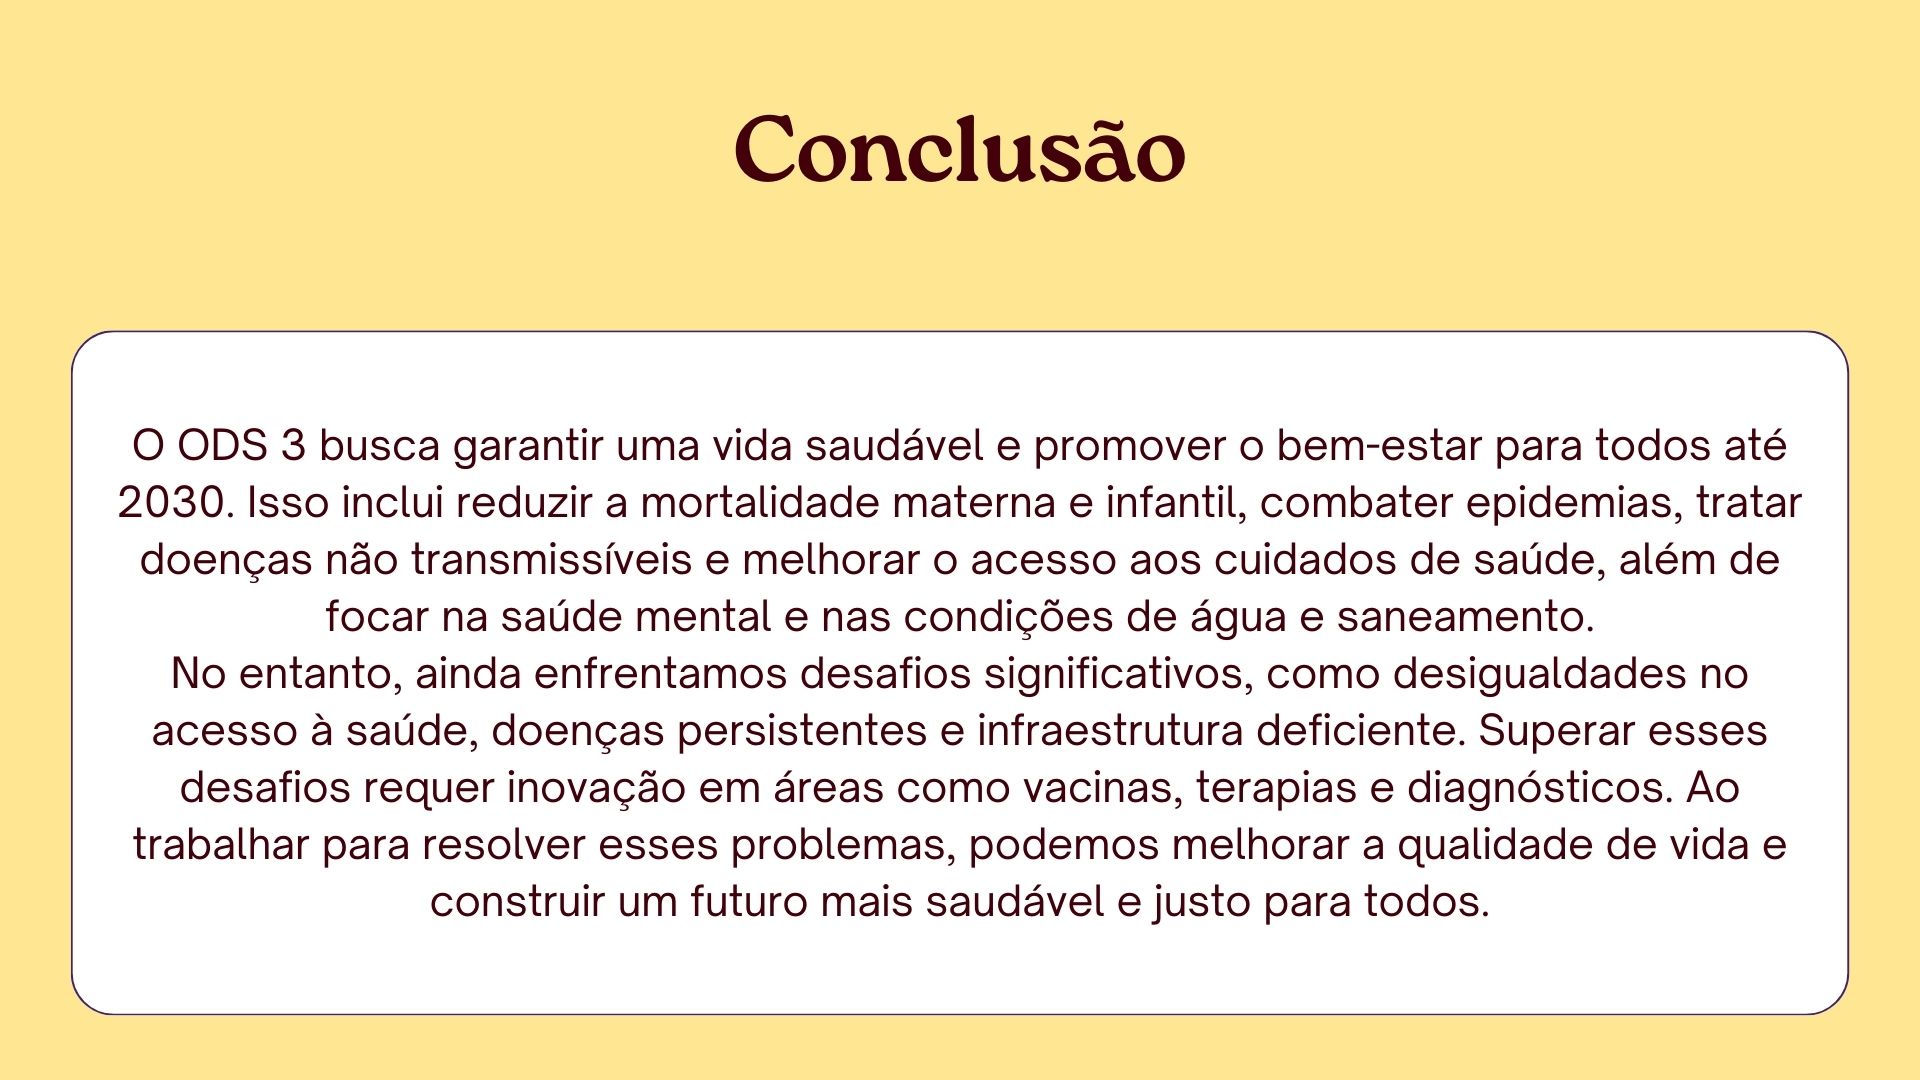 Conclusão
O ODS 3 busca garantir uma vida saudável e promover o bem-estar para todos até
2030. Isso inclui reduzir a mortalidade materna e infantil, combater epidemias, tratar
doenças não transmissíveis e melhorar o acesso aos cuidados de saúde, além de
focar na saúde mental e nas condições de água e saneamento.
No entanto, ainda enfrentamos desafios significativos, como desigualdades no
acesso à saúde, doenças persistentes e infraestrutura deficiente. Superar esses
desafios requer inovação em áreas como vacinas, terapias e diagnósticos. Ao
trabalhar para resolver esses problemas, podemos melhorar a qualidade de vida e
construir um futuro mais saudável e justo para todos.